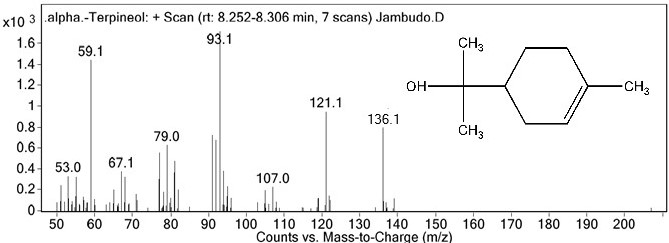 .alpha.-Terpineol: + Scan (rt: 8.252-8.306 min, 7 scans) Jambudo.D
x10 3
1.6
1.4
1.2
1
0.8
0.6
0.4
0.2
0
53.0
59.1
67.1
79.0
93.1
107.0
121.1
136.1
CH₃
OH
CH₃
CH₃
50 60 70 80 90 100 110 120 130 140 150 160 170 180 190 200
Counts vs. Mass-to-Charge (m/z)